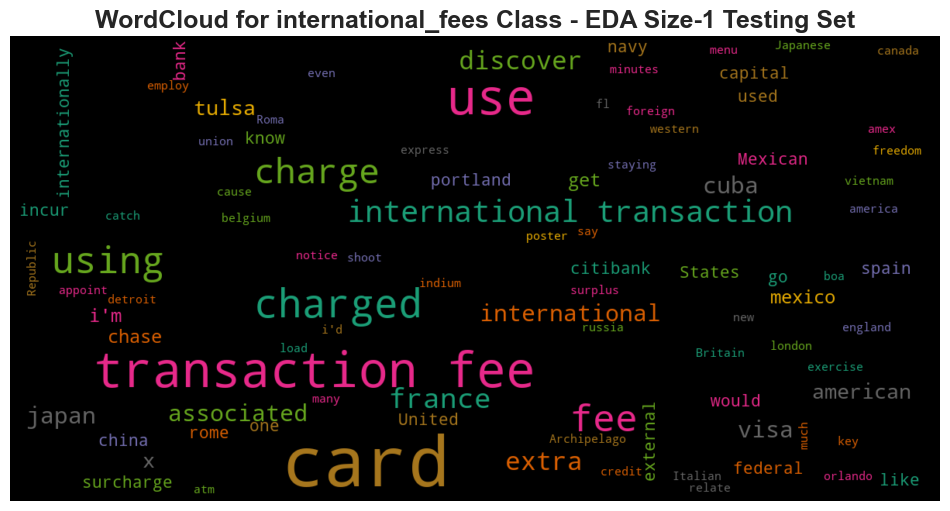 WordCloud for international_fees Class - EDA Size-1 Testing Set
internationally
bank
employ
even
tulsa
Roma
union
know
discover
use
navy
minutes
menu
Japanese
canada
capital
used
fl
foreign
western
amex
freedom
express
charge
cause
portland
staying
get
Mexican
cuba
vietnam
incur
catch
belgium
international transaction
america
poster
say
Republic
using
notice
shoot
citibank
States
go
boa
spain
appoint
detroit
i'm
chase
charged
indium
surplus
mexico
international
russia
new
england
i'd
load
Britain
london
exercise
transaction fee
many
france
would
american
japan
associated
one
United
fee
external
visa
china
rome
Archipelago
much
key
x
card
extra
credit
Italian
relate
federal
orlando
like
surcharge
atm